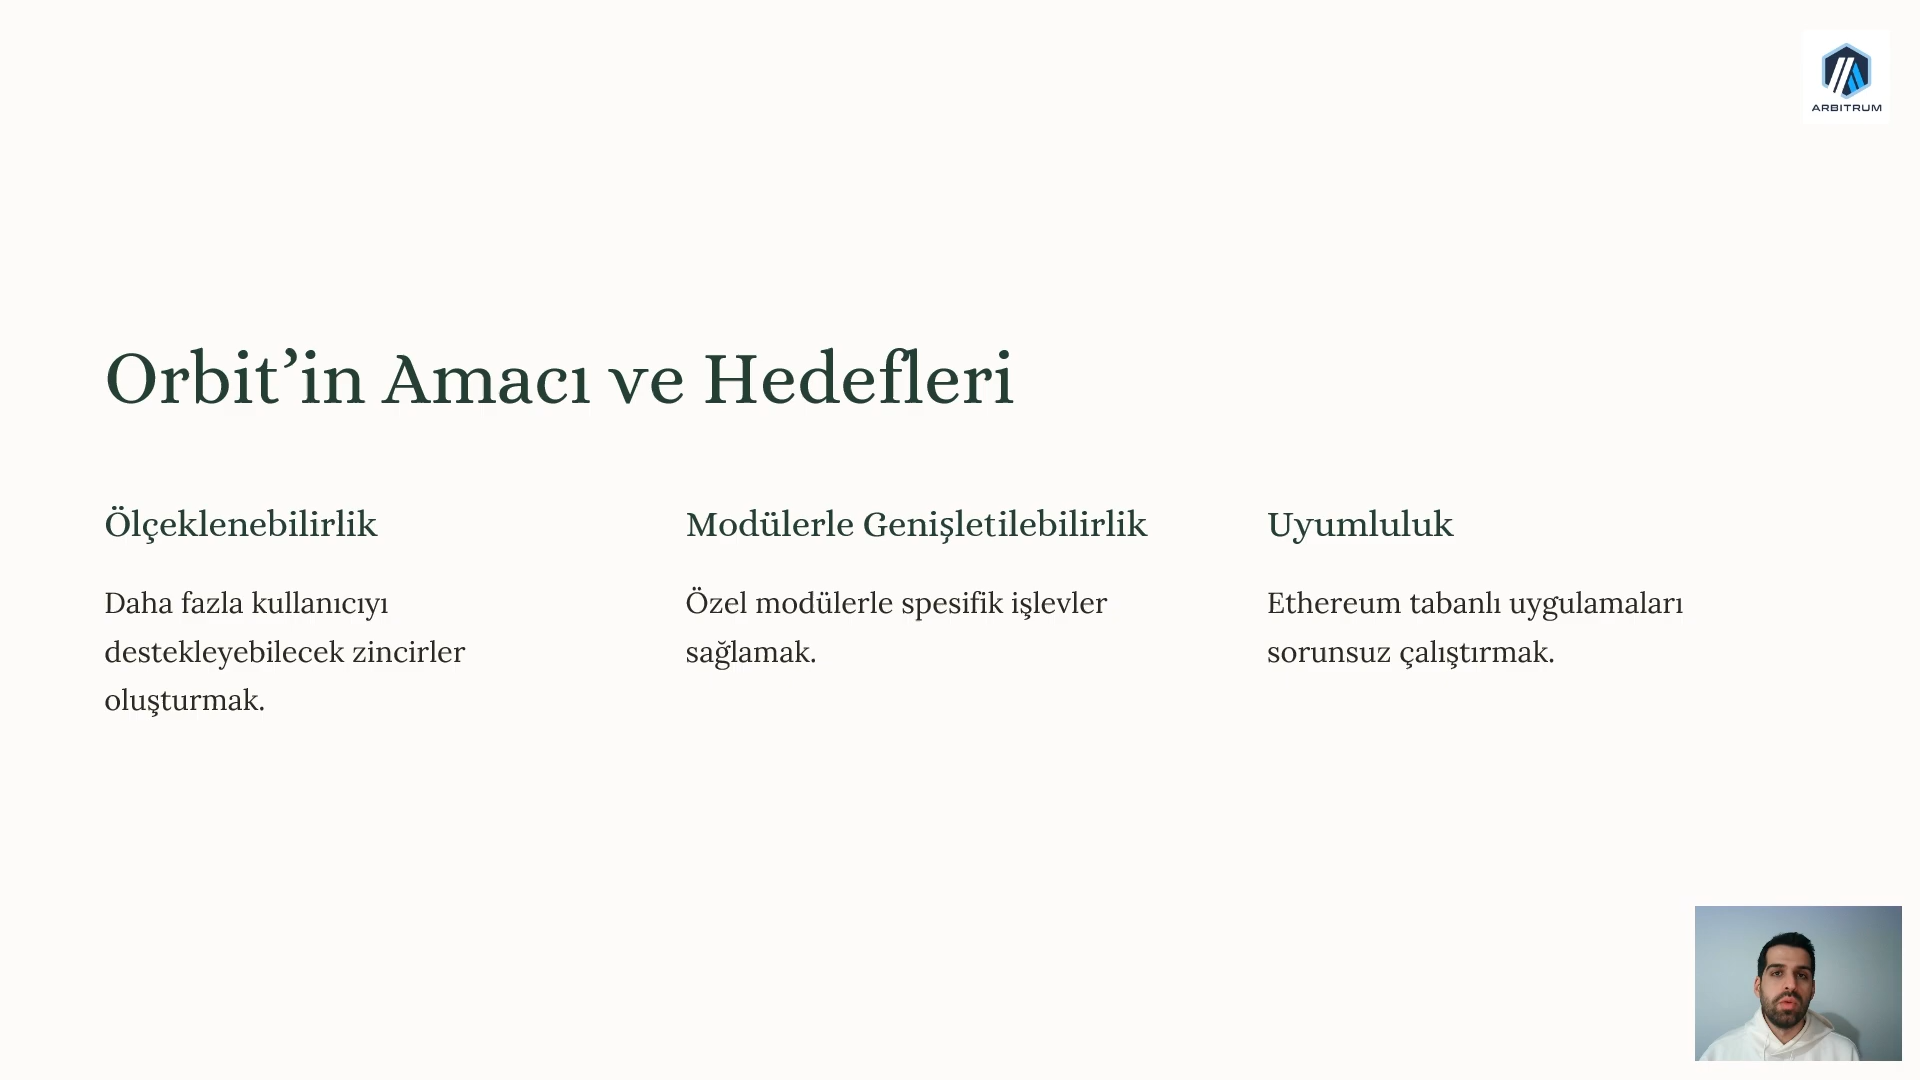 ARBITRUM
Orbit’in Amacı ve Hedefleri
Ölçeklenebilirlik
Daha fazla kullanıcıyı
destekleyebilecek zincirler
oluşturmak.
Modülerle Genişletilebilirlik
Özel modülerle spesifik işlevler
sağlamak.
Uyumluluk
Ethereum tabanlı uygulamaları
sorunsuz çalıştırmak.